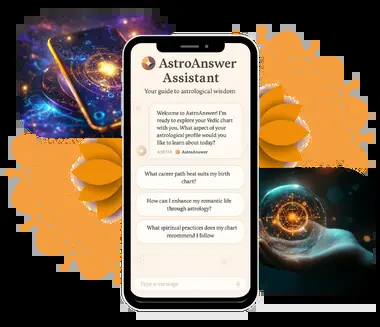 AstroAnswer
Assistant
Your guide to astrological wisdom
Welcome to AstroAnswer! I'm
ready to explore your Vedic chart
with you. What aspect of your
astrological profile would you
like to learn about today?
AstroAnswer
What career path best suits my birth
chart?
How can I enhance my romantic life
through astrology?
What spiritual practices does my chart
recommend I follow
Type a message